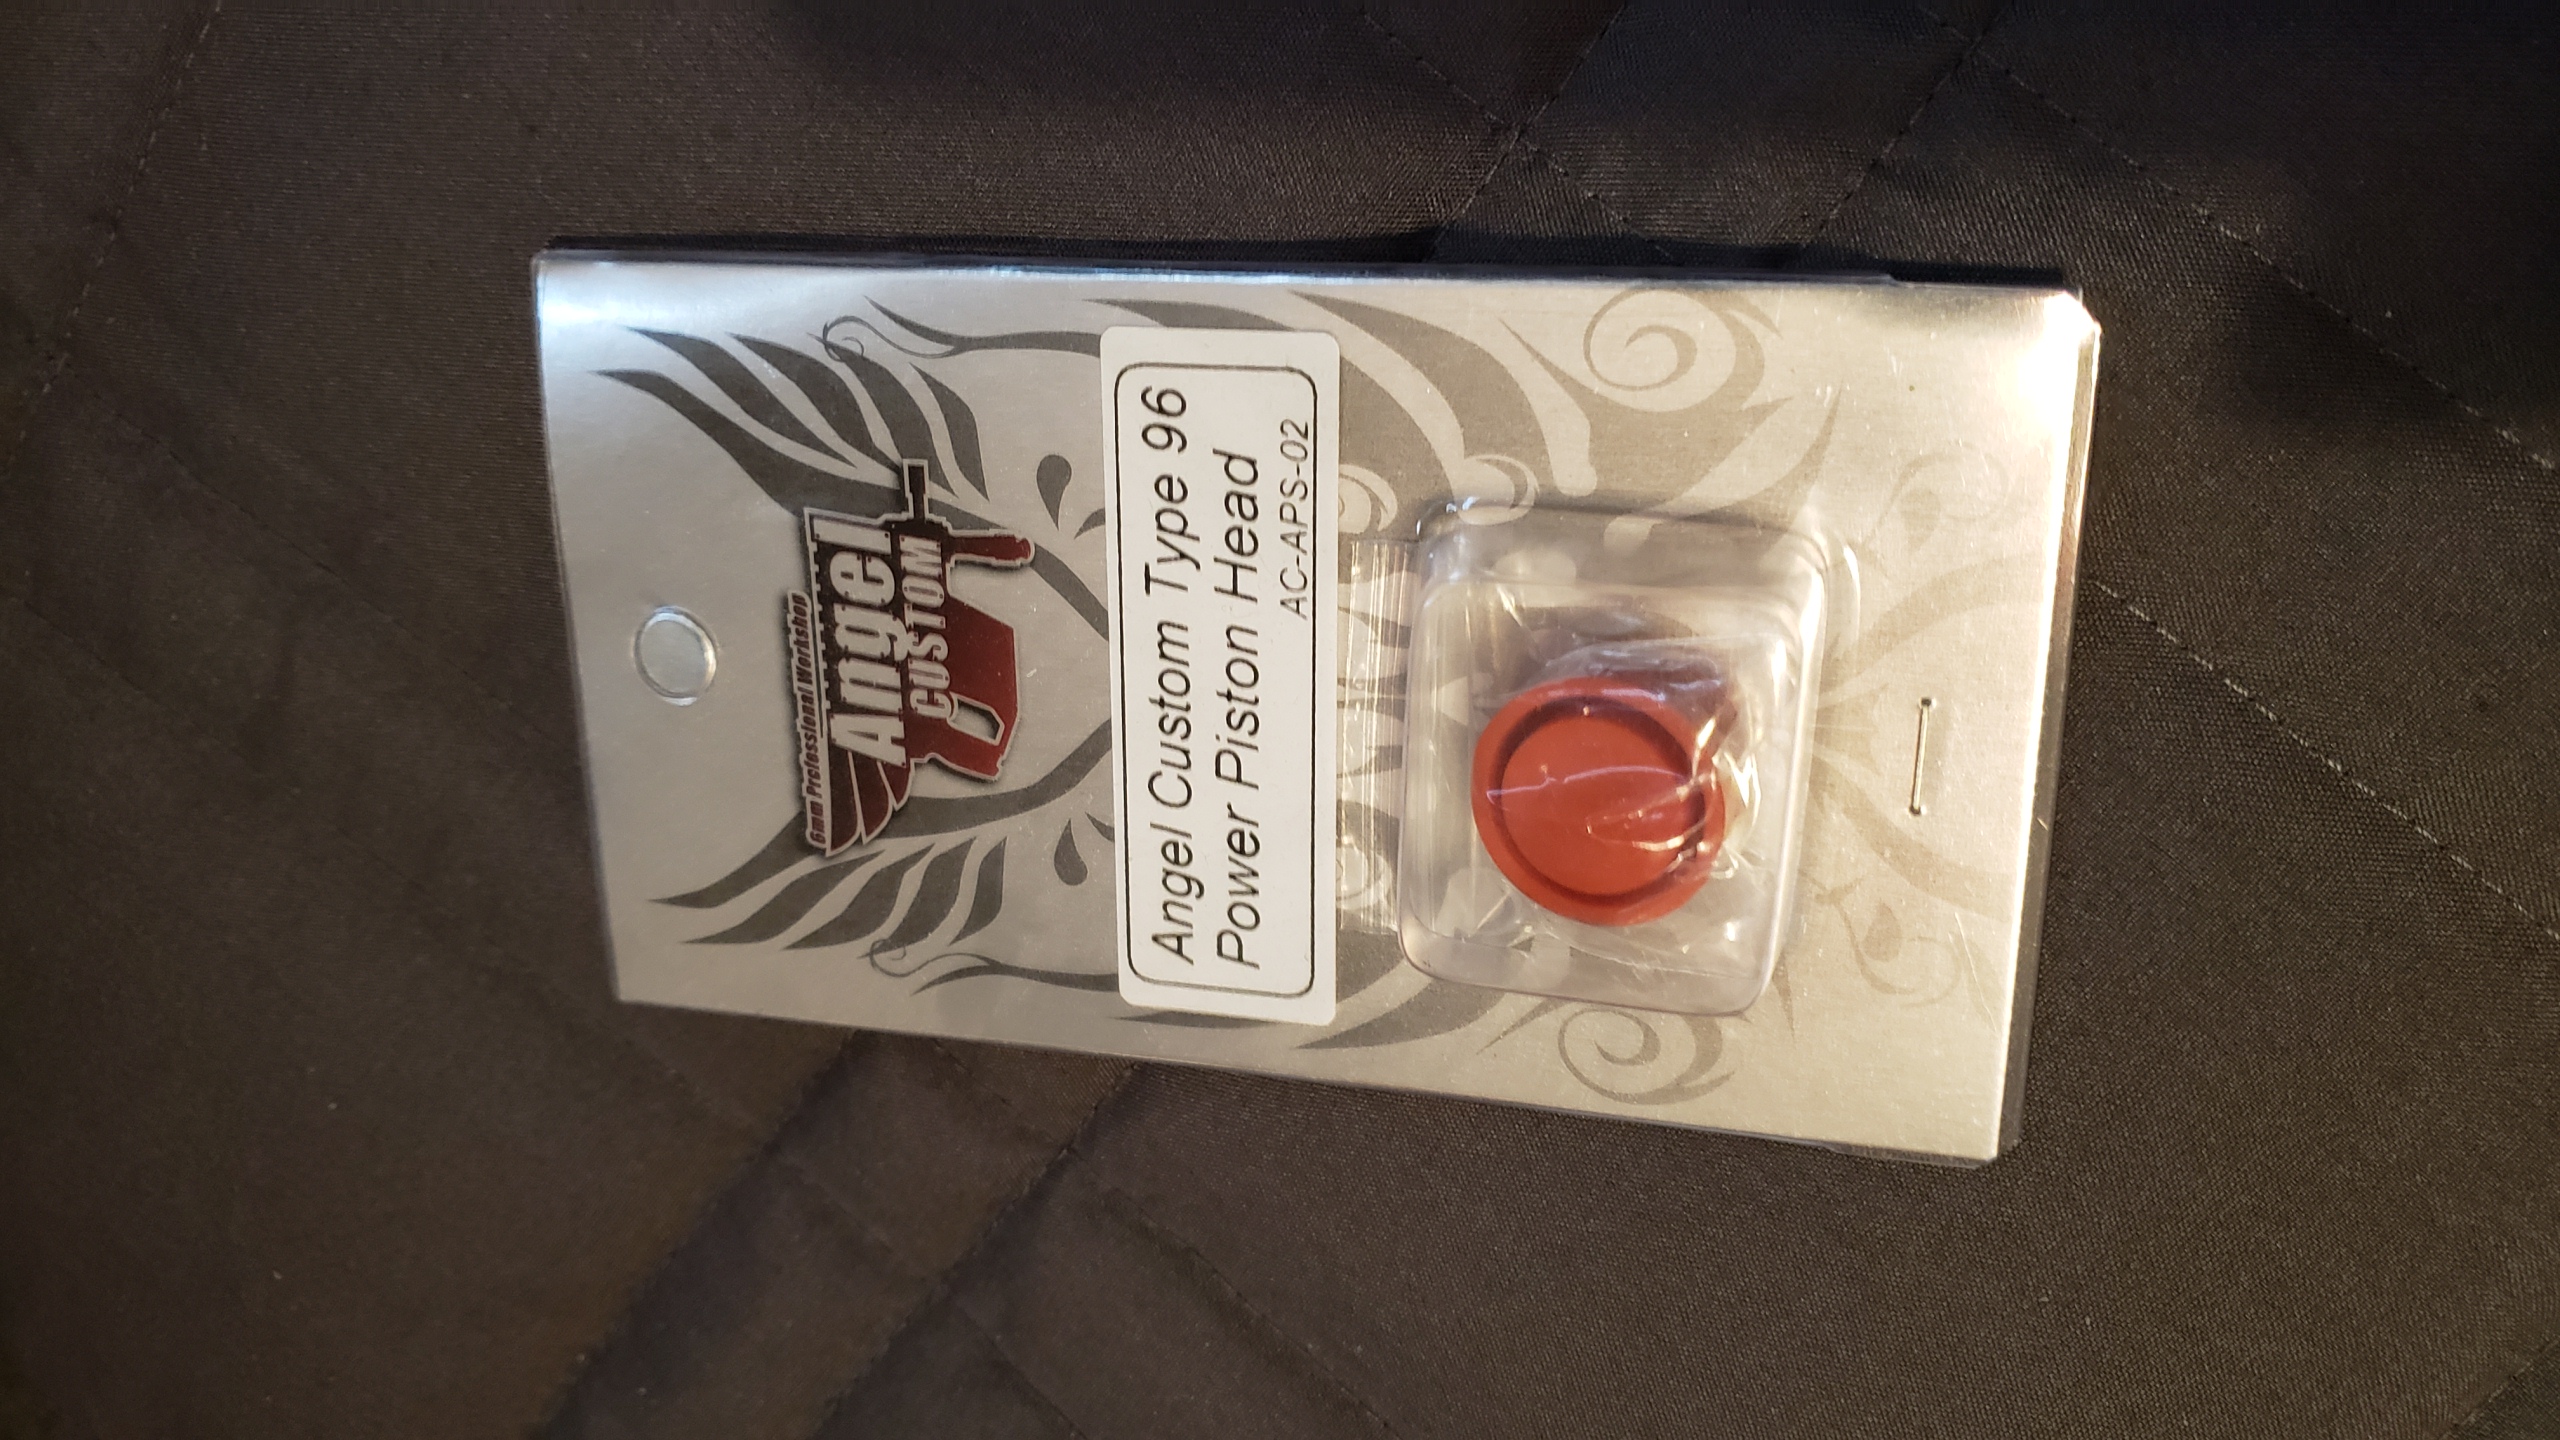 6mm Professional Workshop
Angel
CUSTOM
Angel Custom Type 96
Power Piston Head
AC-APS-02